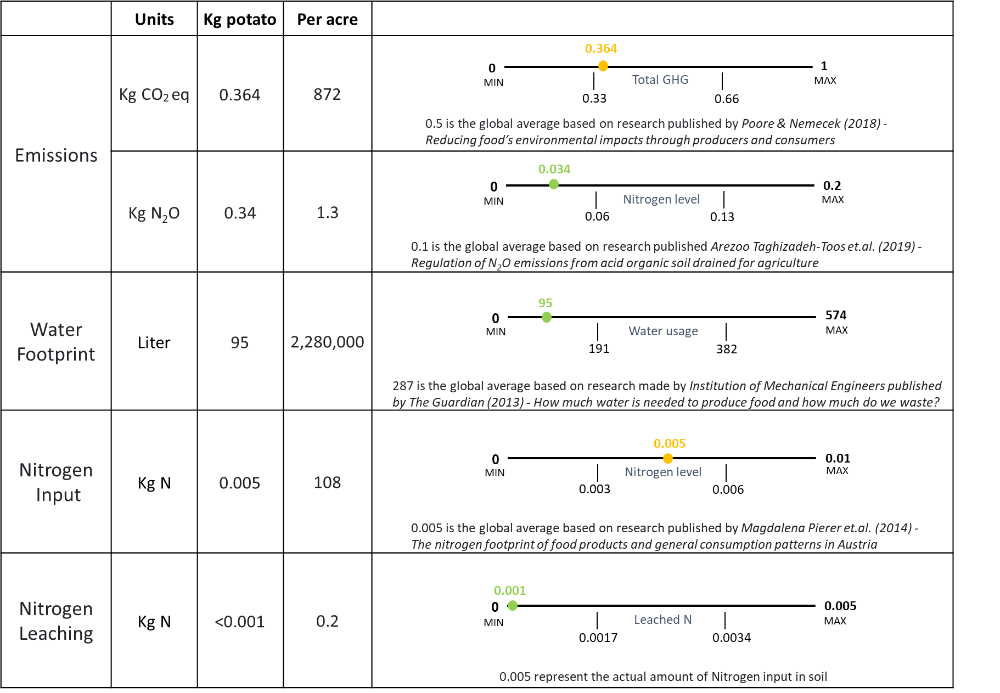 Units Kg potato Per acre
Emissions
Kg CO₂ eq 0.364 872
0.364
0 1
MIN Total GHG MAX
0.33 0.66
0.5 is the global average based on research published by Poore & Nemecek (2018) -
Reducing food’s environmental impacts through producers and consumers
Kg N₂O 0.34 1.3
0.034
0 0.2
MIN Nitrogen level MAX
0.06 0.13
0.1 is the global average based on research published Arezoo Taghizadeh-Toos et.al. (2019) -
Regulation of N₂O emissions from acid organic soil drained for agriculture
Water
Footprint
Liter 95 2,280,000
95
0 574
MIN Water usage MAX
191 382
287 is the global average based on research made by Institution of Mechanical Engineers published
by The Guardian (2013) - How much water is needed to produce food and how much do we waste?
Nitrogen
Input
Kg N 0.005 108
0.005
0 0.01
MIN Nitrogen level MAX
0.003 0.006
0.005 is the global average based on research published by Magdalena Pierer et.al. (2014) -
The nitrogen footprint of food products and general consumption patterns in Austria
Nitrogen
Leaching
Kg N <0.001 0.2
0.001
0 0.005
MIN Leached N MAX
0.0017 0.0034
0.005 represent the actual amount of Nitrogen input in soil